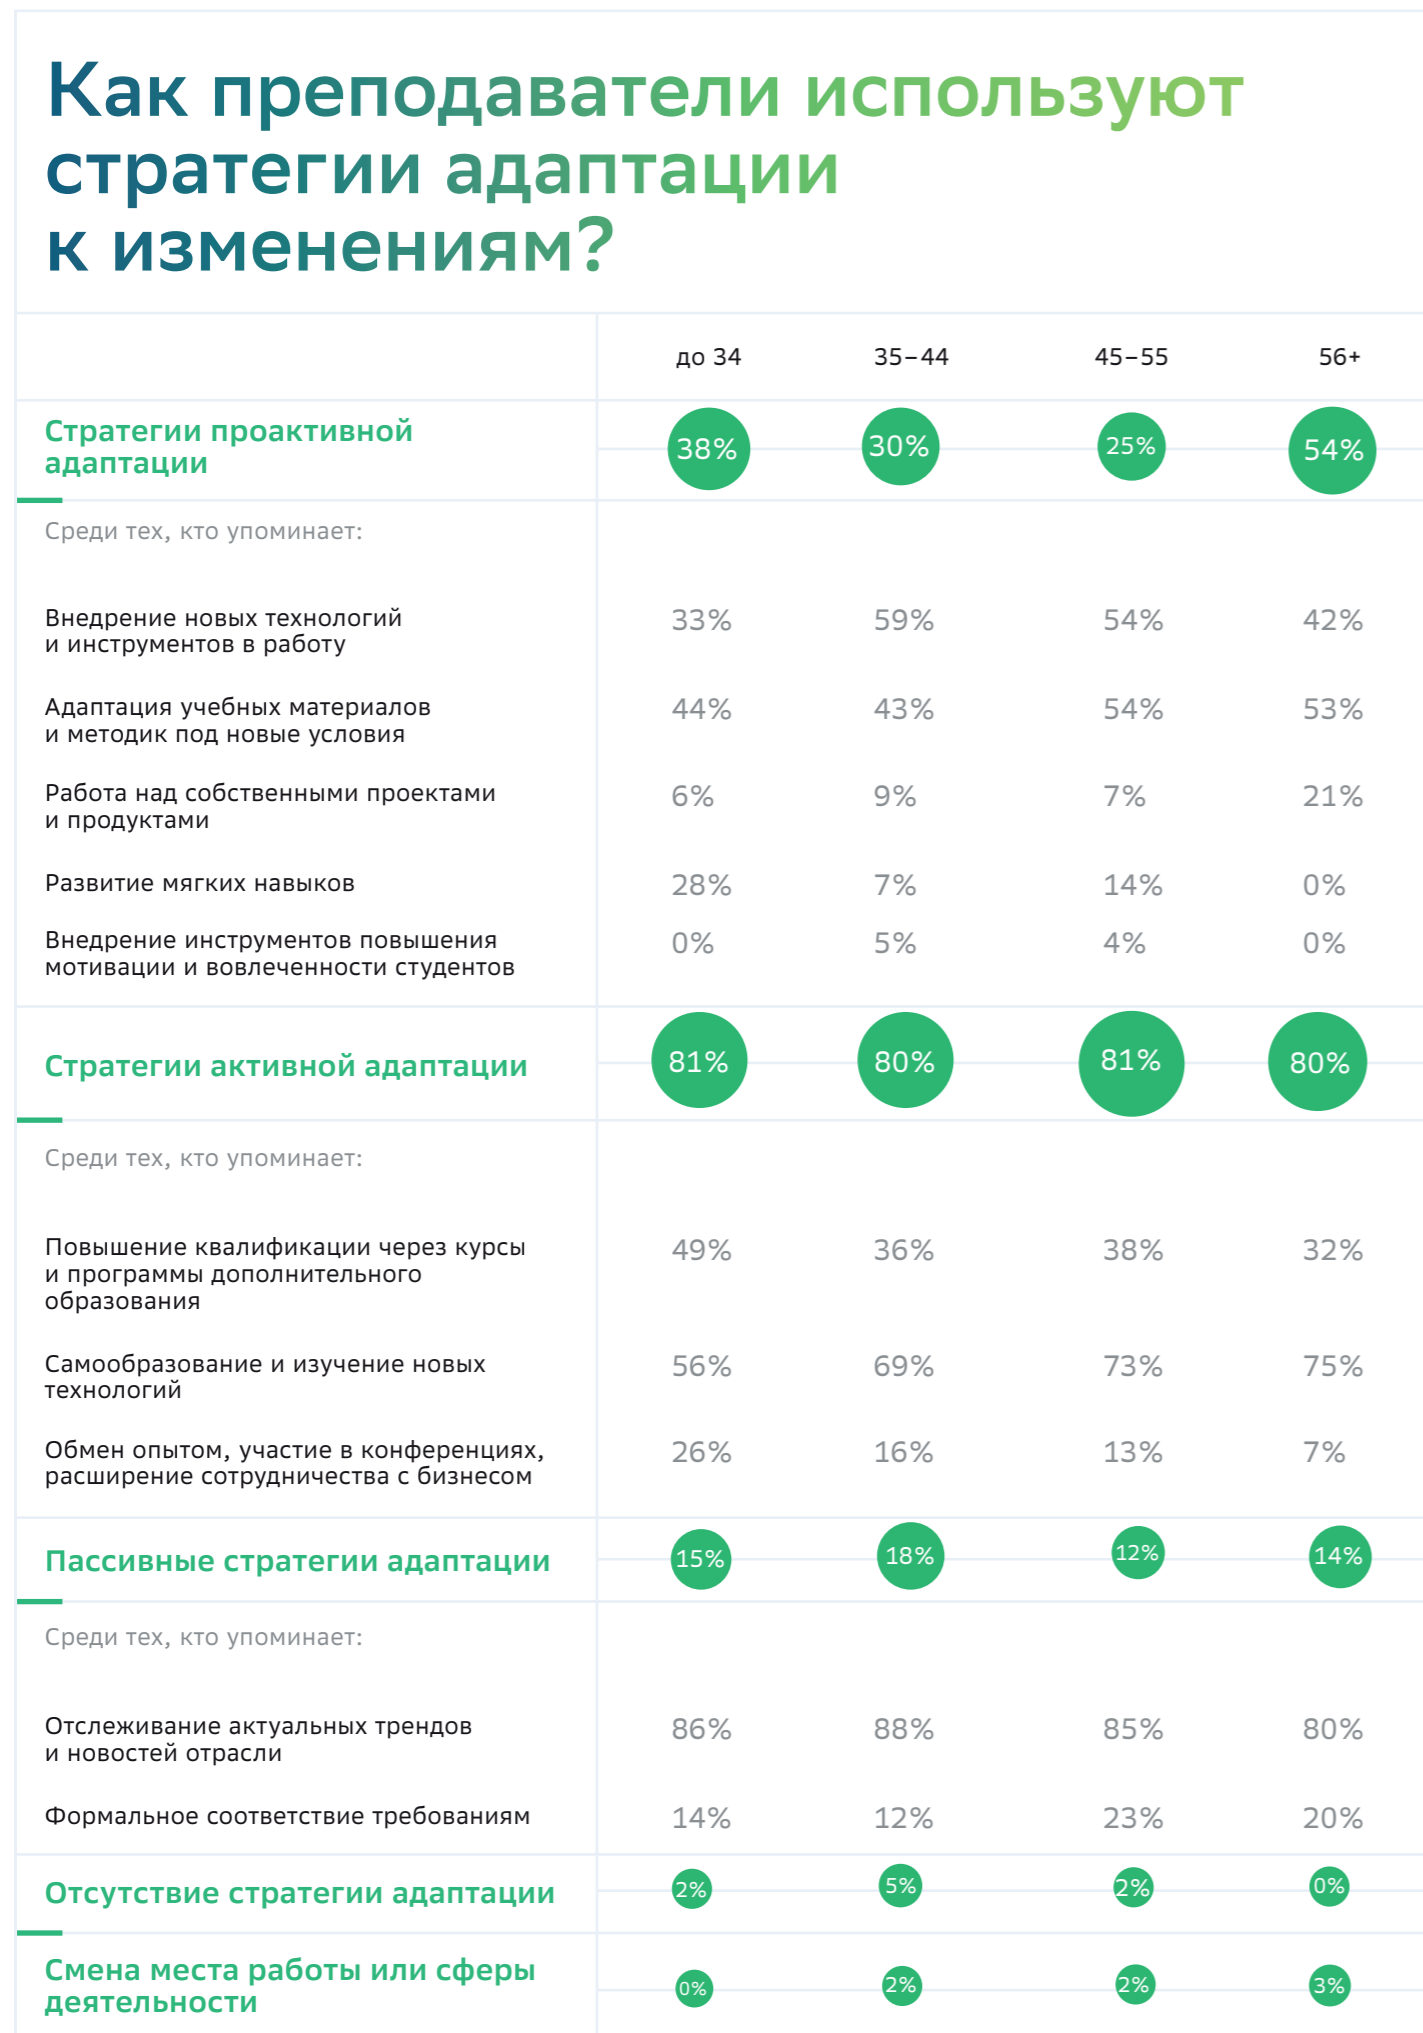 Как преподаватели используют
стратегии адаптации
к изменениям?
до 34 35–44 45–55 56+
Стратегии проактивной
адаптации
38% 30% 25% 54%
Среди тех, кто упоминает:
Внедрение новых технологий
и инструментов в работу
33% 59% 54% 42%
Адаптация учебных материалов
и методик под новые условия
44% 43% 54% 53%
Работа над собственными проектами
и продуктами
6% 9% 7% 21%
Развитие мягких навыков 28% 7% 14% 0%
Внедрение инструментов повышения
мотивации и вовлеченности студентов
0% 5% 4% 0%
Стратегии активной адаптации 81% 80% 81% 80%
Среди тех, кто упоминает:
Повышение квалификации через курсы
и программы дополнительного
образования
49% 36% 38% 32%
Самообразование и изучение новых
технологий
56% 69% 73% 75%
Обмен опытом, участие в конференциях,
расширение сотрудничества с бизнесом
26% 16% 13% 7%
Пассивные стратегии адаптации 15% 18% 12% 14%
Среди тех, кто упоминает:
Отслеживание актуальных трендов
и новостей отрасли
86% 88% 85% 80%
Формальное соответствие требованиям 14% 12% 23% 20%
Отсутствие стратегии адаптации 2% 5% 2% 0%
Смена места работы или сферы
деятельности
0% 2% 2% 3%